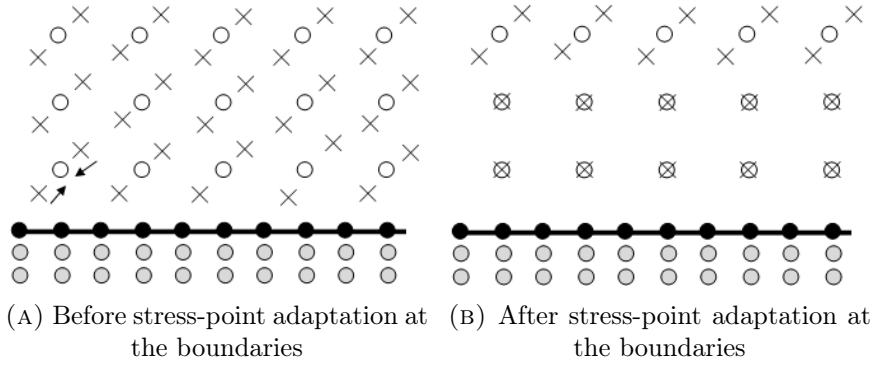 (A) Before stress-point adaptation at
the boundaries
(B) After stress-point adaptation at
the boundaries